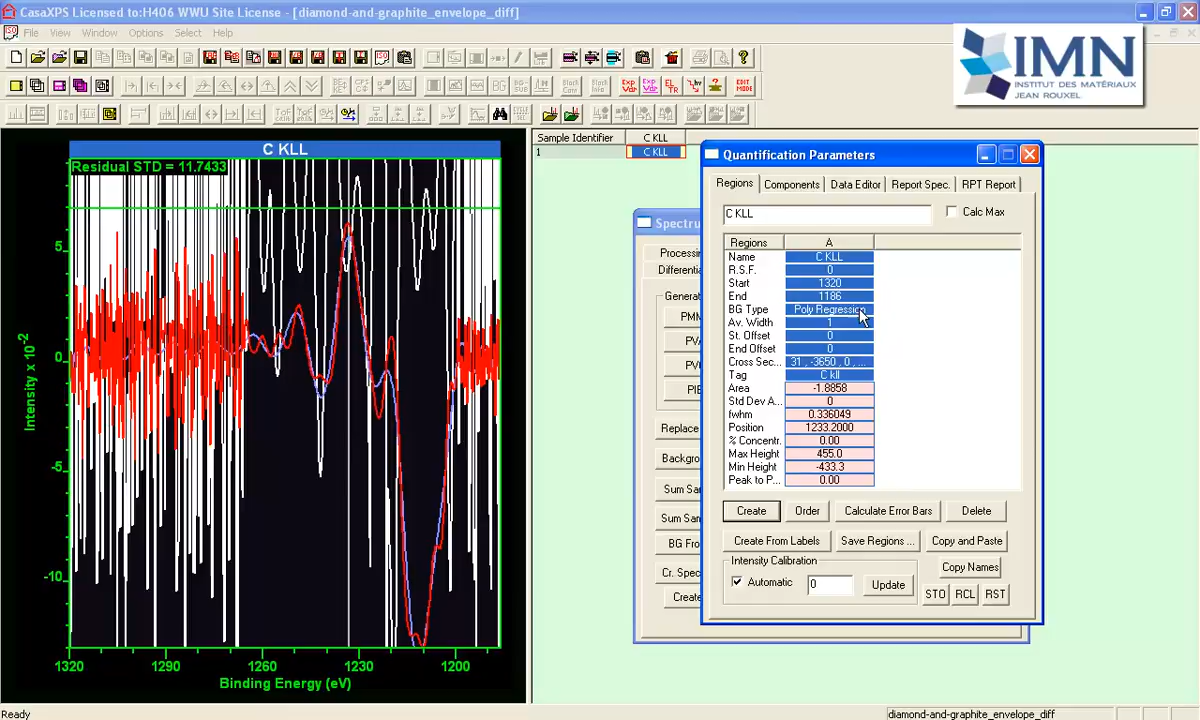 CasaXPS Licensed to:H406 WWU Site License - [diamond-and-graphite_envelope_diff]
File View Window Options Select Help
IMN
INSTITUT DES MATÉRIAUX
JEAN ROUXEL
Sample Identifier C KLL
1 C KLL
C KLL
Residual STD = 11.7433
5
0
-5
-10
Intensity x 10⁻²
1320 1290 1260 1230 1200
Binding Energy (eV)
Spectru
Processing
Differentia
Generat
PMM
PV
PV
PIE
Replace
Backgro
Sum Sar
Sum Sar
BG Fro
Cr. Spec
Create
Quantification Parameters
Regions Components Data Editor Report Spec. RPT Report
C KLL Calc Max
Regions A
Name C KLL
R.S.F. 0
Start 1320
End 1186
BG Type Poly Regression
Av. Width 1
St. Offset 0
End Offset 0
Cross Sec... 31 , -3650 , 0 , ...
Tag C kll
Area -1.8858
Std Dev A... 0
fwhm 0.336049
Position 1233.2000
% Concentr. 0.00
Max Height 455.0
Min Height -433.3
Peak to P... 0.00
Create Order Calculate Error Bars Delete
Create From Labels Save Regions ... Copy and Paste
Intensity Calibration Copy Names
Automatic 0 Update STO RCL RST
Ready diamond-and-graphite_envelope_diff